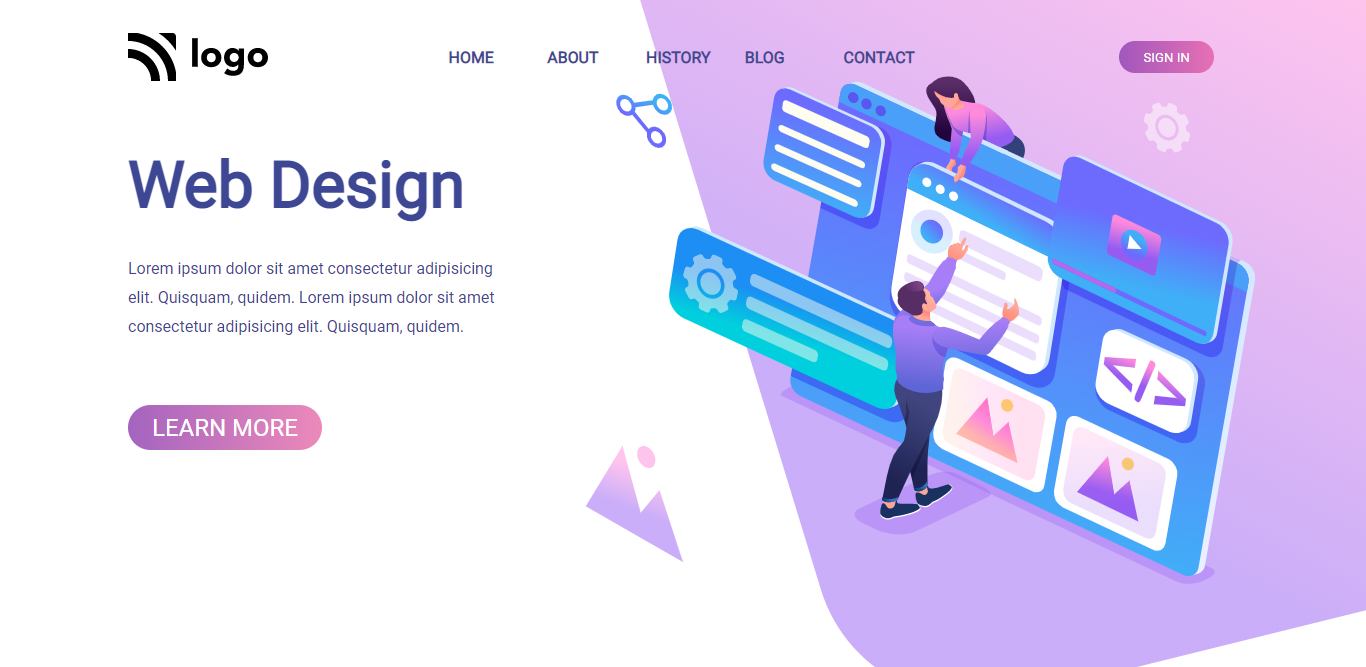 logo
HOME ABOUT HISTORY BLOG CONTACT
SIGN IN
Web Design
Lorem ipsum dolor sit amet consectetur adipisicing
elit. Quisquam, quidem. Lorem ipsum dolor sit amet
consectetur adipisicing elit. Quisquam, quidem.
</>
LEARN MORE